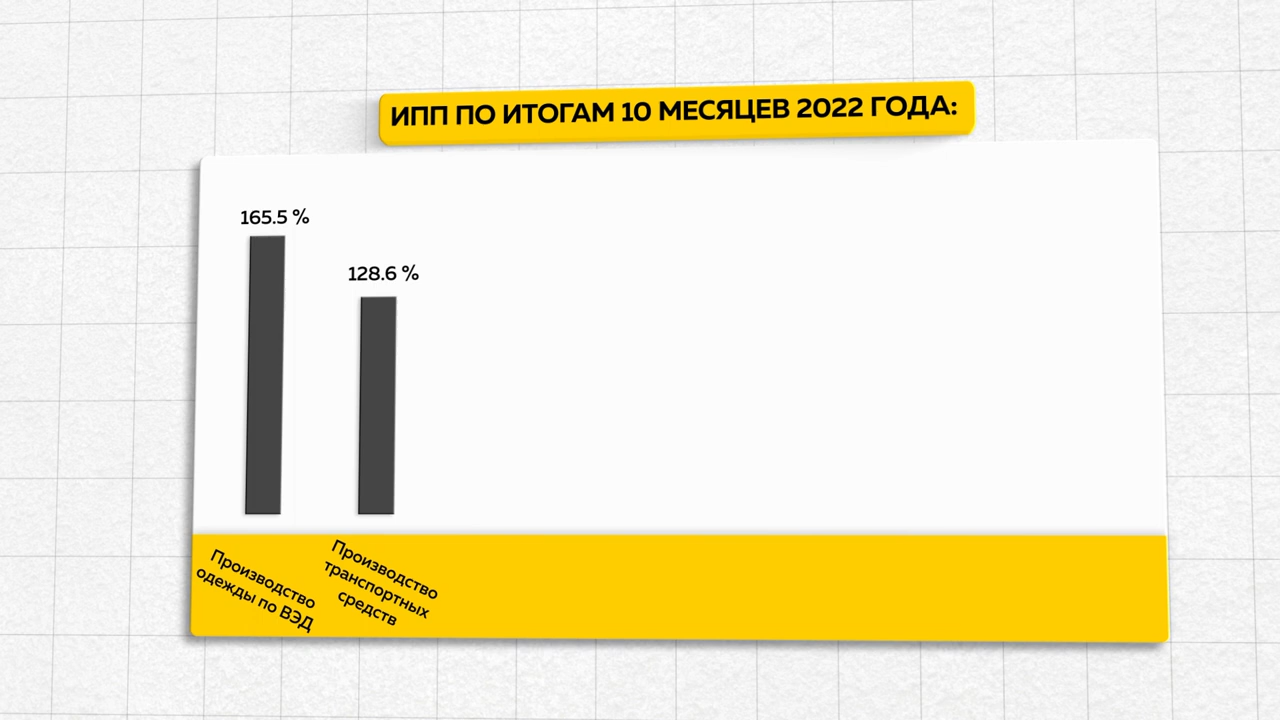 ИПП ПО ИТОГАМ 10 МЕСЯЦЕВ 2022 ГОДА:
165.5 %
128.6 %
Производство
одежды по ВЭД
Производство
транспортных
средств